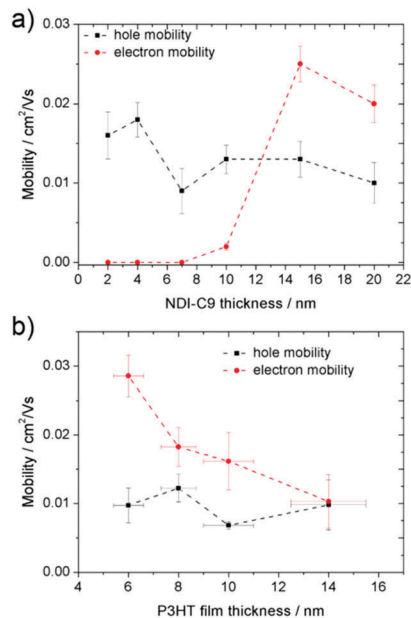 a)
hole mobility
electron mobility
0.03
0.02
0.01
0.00
Mobility / cm²/Vs
0 2 4 6 8 10 12 14 16 18 20 22
NDI-C9 thickness / nm
b)
hole mobility
electron mobility
0.03
0.02
0.01
0.00
Mobility / cm²/Vs
6 8 10 12 14 16
P3HT film thickness / nm